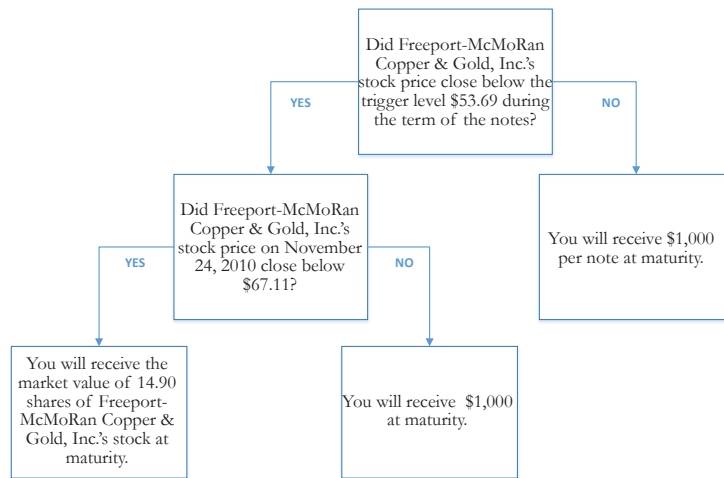 Did Freeport-McMoRan
Copper & Gold, Inc.'s
stock price close below the
trigger level $53.69 during
the term of the notes?
YES
NO
Did Freeport-McMoRan
Copper & Gold, Inc.'s
stock price on November
24, 2010 close below
$67.11?
You will receive $1,000
per note at maturity.
YES
NO
You will receive the
market value of 14.90
shares of Freeport-
McMoRan Copper &
Gold, Inc.'s stock at
maturity.
You will receive $1,000
at maturity.